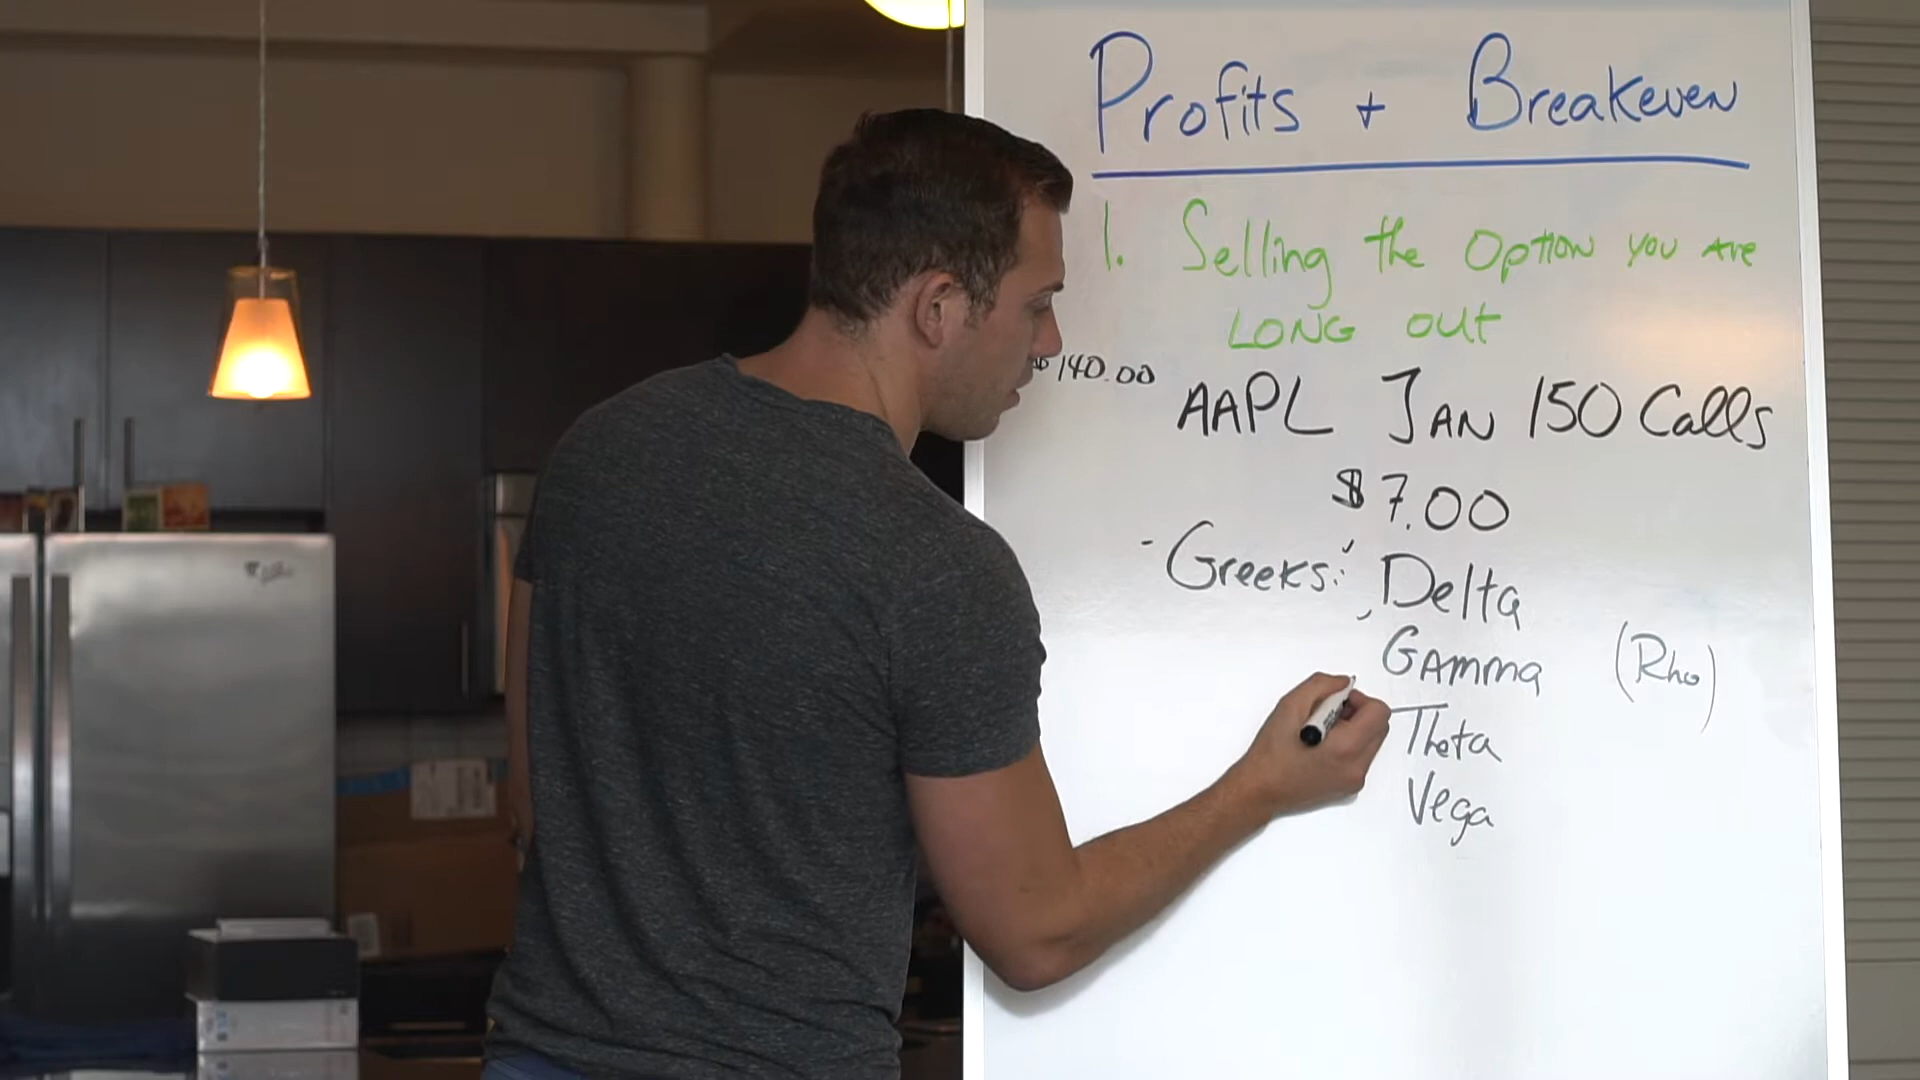 Profits + Breakeven
1. Selling the Option you are
LONG out
$140.00
AAPL JAN 150 Calls
$7.00
- Greeks: Delta
GAMMA (Rho)
Theta
Vega